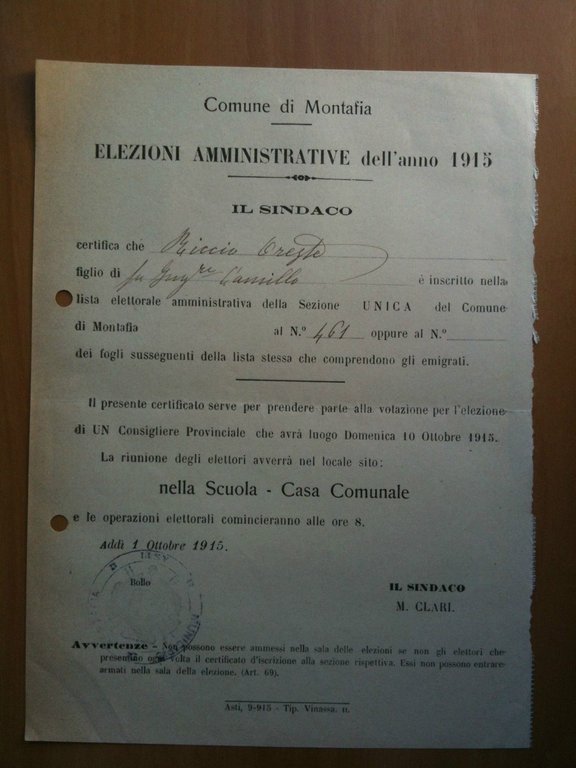 Comune di Montafia
ELEZIONI AMMINISTRATIVE dell'anno 1915
IL SINDACO
certifica che Riccio Oreste
figlio di fu Camillo è inscritto nella
lista elettorale amministrativa della Sezione UNICA del Comune
di Montafia al N.º 461 oppure al N.º
dei fogli susseguenti della lista stessa che comprendono gli emigrati.
Il presente certificato serve per prendere parte alla votazione per l'elezione
di UN Consigliere Provinciale che avrà luogo Domenica 10 Ottobre 1915.
La riunione degli elettori avverrà nel locale sito:
nella Scuola - Casa Comunale
e le operazioni elettorali comincieranno alle ore 8.
Addì 1 Ottobre 1915.
Bollo
IL SINDACO
M. CLARI.
Avvertenze - Non possono essere ammessi nella sala delle elezioni se non gli elettori che
presentino ogni volta il certificato d'iscrizione alla sezione rispettiva. Essi non possono entrare
armati nella sala della elezione. (Art. 69).
Asti, 9-915 - Tip. Vinassa.